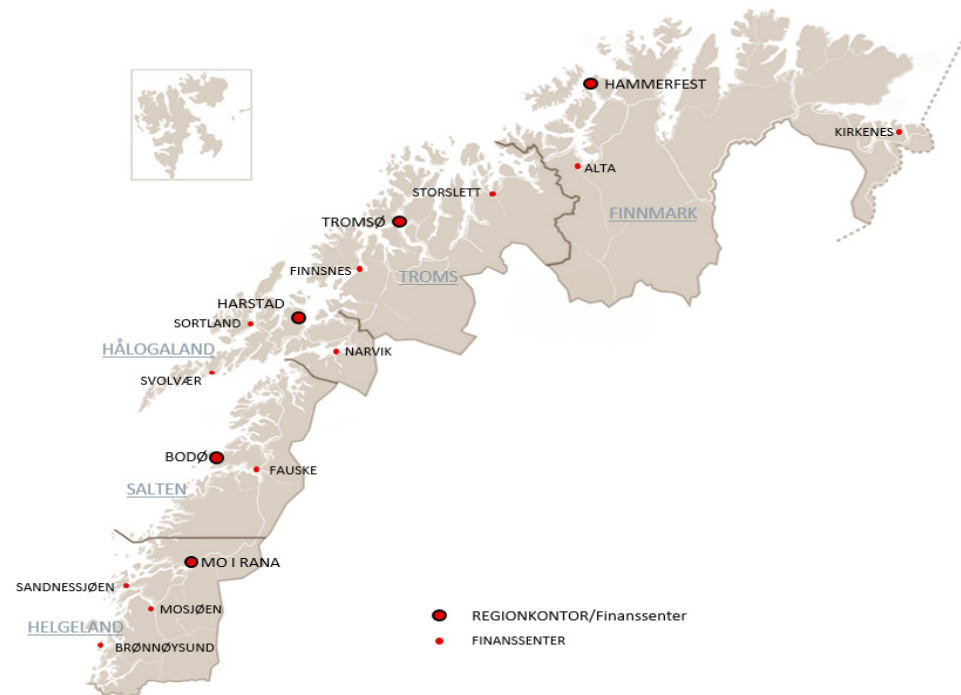 HAMMERFEST
KIRKENES
ALTA
STORSLETT
FINNMARK
TROMSØ
FINNSNES
TROMS
HARSTAD
SORTLAND
HÅLOGALAND
NARVIK
SVOLVÆR
BODØ
FAUSKE
SALTEN
MO I RANA
SANDNESSJØEN
MOSJØEN
HELGELAND
BRØNNØYSUND
REGIONKONTOR/Finanssenter
FINANSSENTER